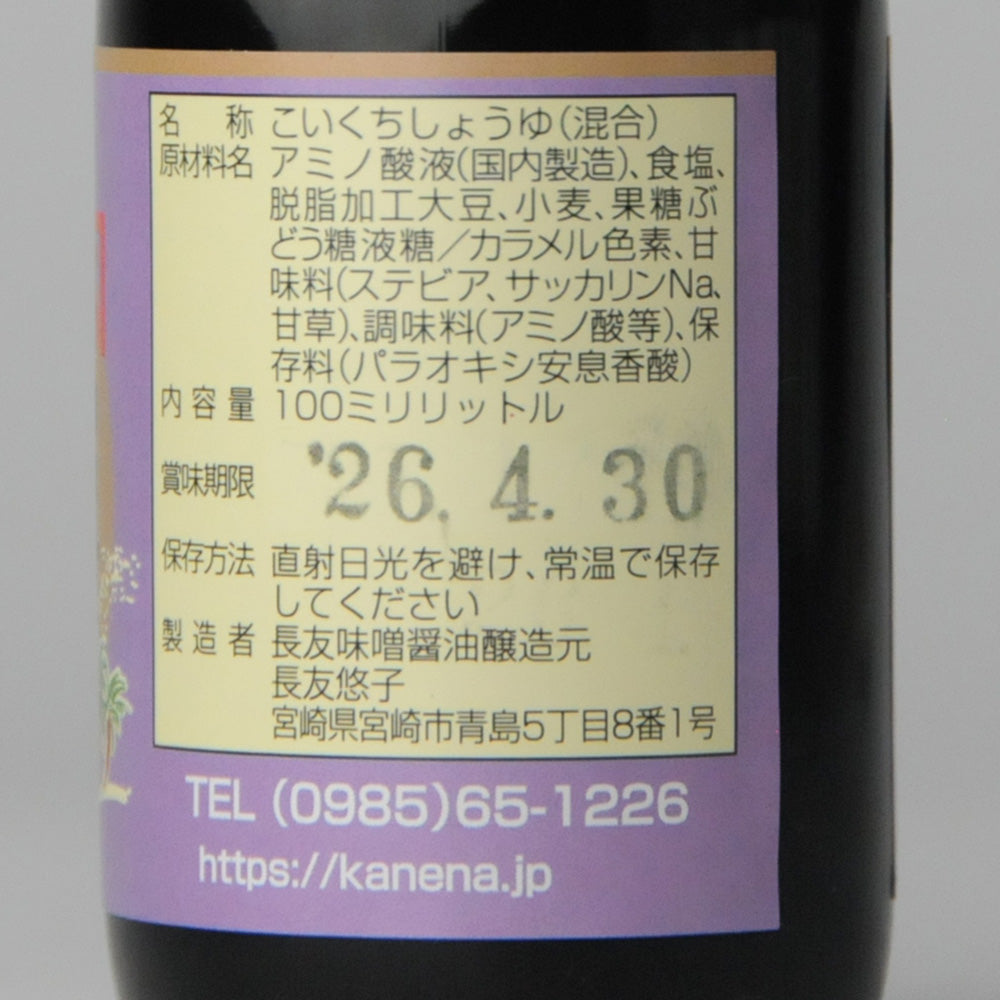 名称 こいくちしょうゆ(混合)
原材料名 アミノ酸液(国内製造)、食塩、
脱脂加工大豆、小麦、果糖ぶ
どう糖液糖／カラメル色素、甘
味料(ステビア、サッカリンNa、
甘草)、調味料(アミノ酸等)、保
存料(パラオキシ安息香酸)
内容量 100ミリリットル
賞味期限 '26. 4. 30
保存方法 直射日光を避け、常温で保存
してください
製造者 長友味噌醤油醸造元
長友悠子
宮崎県宮崎市青島5丁目8番1号
TEL (0985)65-1226
https://kanena.jp